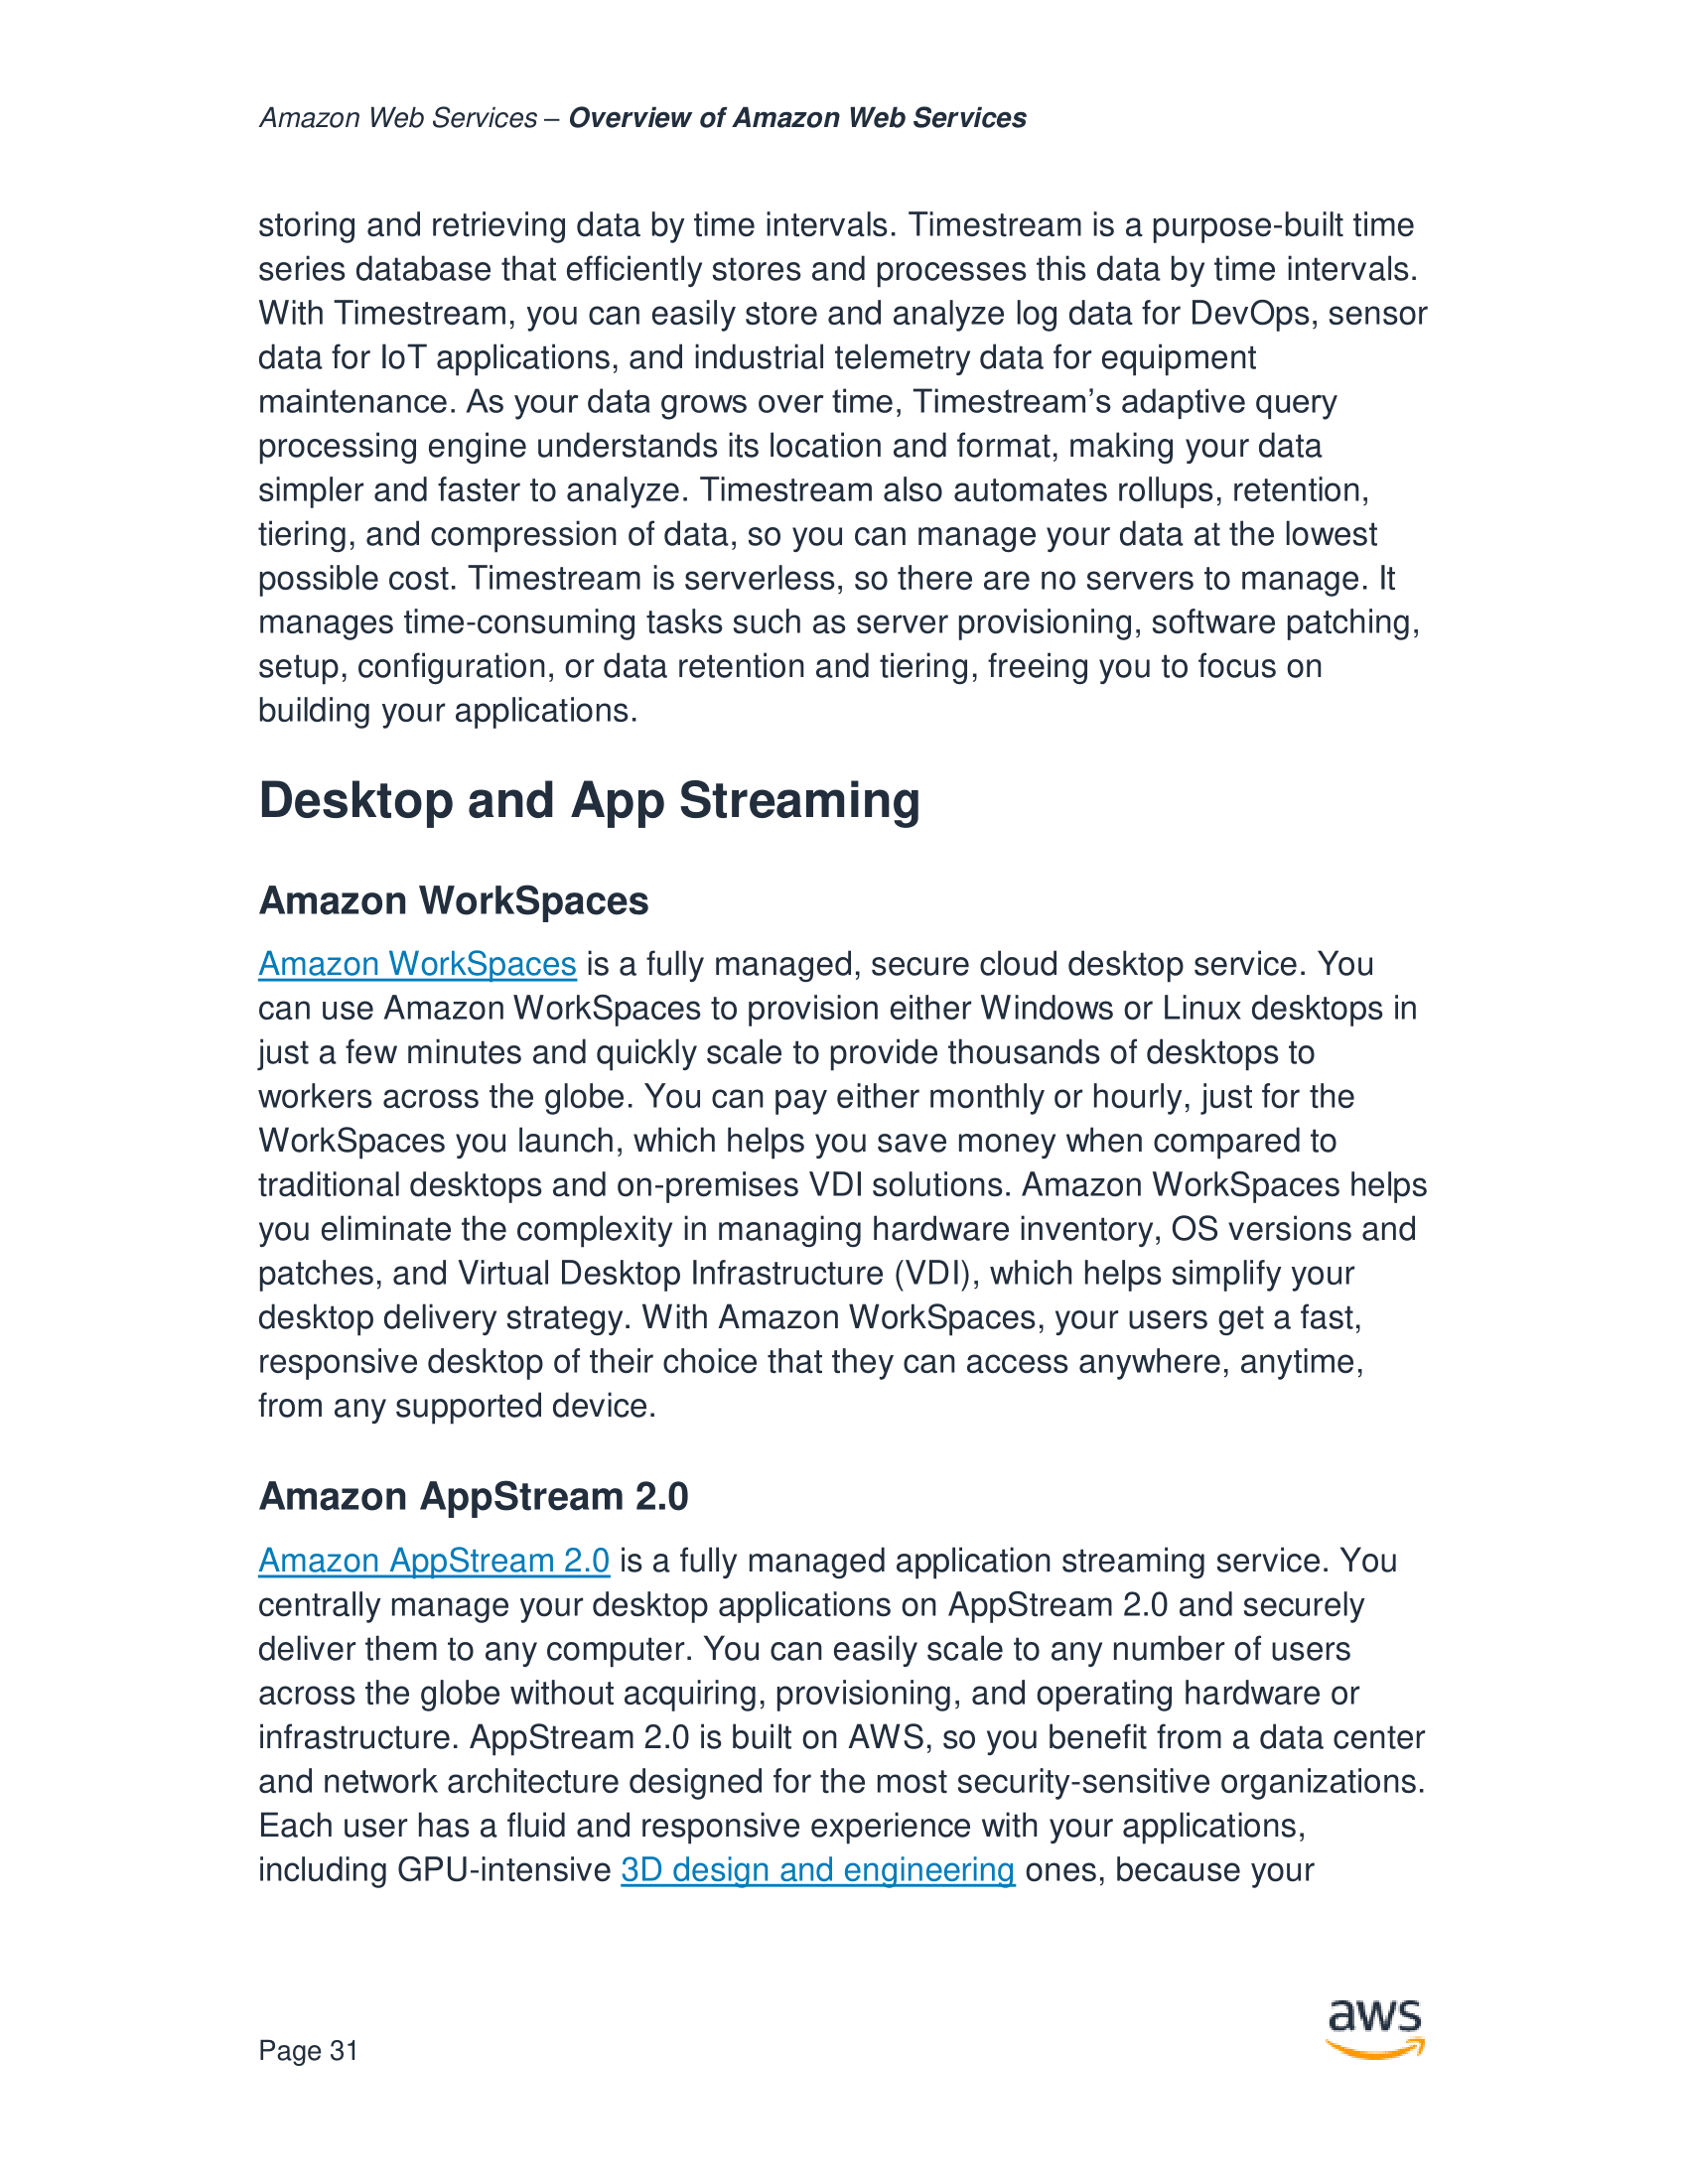 Amazon Web Services – Overview of Amazon Web Services
storing and retrieving data by time intervals. Timestream is a purpose-built time
series database that efficiently stores and processes this data by time intervals.
With Timestream, you can easily store and analyze log data for DevOps, sensor
data for IoT applications, and industrial telemetry data for equipment
maintenance. As your data grows over time, Timestream’s adaptive query
processing engine understands its location and format, making your data
simpler and faster to analyze. Timestream also automates rollups, retention,
tiering, and compression of data, so you can manage your data at the lowest
possible cost. Timestream is serverless, so there are no servers to manage. It
manages time-consuming tasks such as server provisioning, software patching,
setup, configuration, or data retention and tiering, freeing you to focus on
building your applications.
Desktop and App Streaming
Amazon WorkSpaces
Amazon WorkSpaces is a fully managed, secure cloud desktop service. You
can use Amazon WorkSpaces to provision either Windows or Linux desktops in
just a few minutes and quickly scale to provide thousands of desktops to
workers across the globe. You can pay either monthly or hourly, just for the
WorkSpaces you launch, which helps you save money when compared to
traditional desktops and on-premises VDI solutions. Amazon WorkSpaces helps
you eliminate the complexity in managing hardware inventory, OS versions and
patches, and Virtual Desktop Infrastructure (VDI), which helps simplify your
desktop delivery strategy. With Amazon WorkSpaces, your users get a fast,
responsive desktop of their choice that they can access anywhere, anytime,
from any supported device.
Amazon AppStream 2.0
Amazon AppStream 2.0 is a fully managed application streaming service. You
centrally manage your desktop applications on AppStream 2.0 and securely
deliver them to any computer. You can easily scale to any number of users
across the globe without acquiring, provisioning, and operating hardware or
infrastructure. AppStream 2.0 is built on AWS, so you benefit from a data center
and network architecture designed for the most security-sensitive organizations.
Each user has a fluid and responsive experience with your applications,
including GPU-intensive 3D design and engineering ones, because your
aws
Page 31